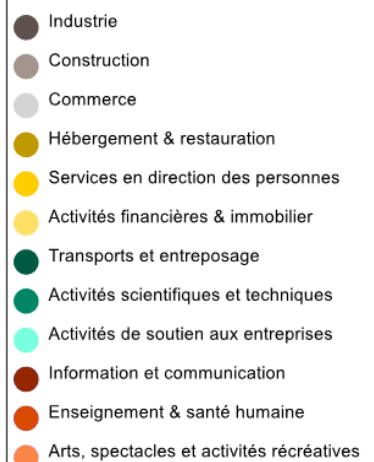 Industrie
Construction
Commerce
Hébergement & restauration
Services en direction des personnes
Activités financières & immobilier
Transports et entreposage
Activités scientifiques et techniques
Activités de soutien aux entreprises
Information et communication
Enseignement & santé humaine
Arts, spectacles et activités récréatives